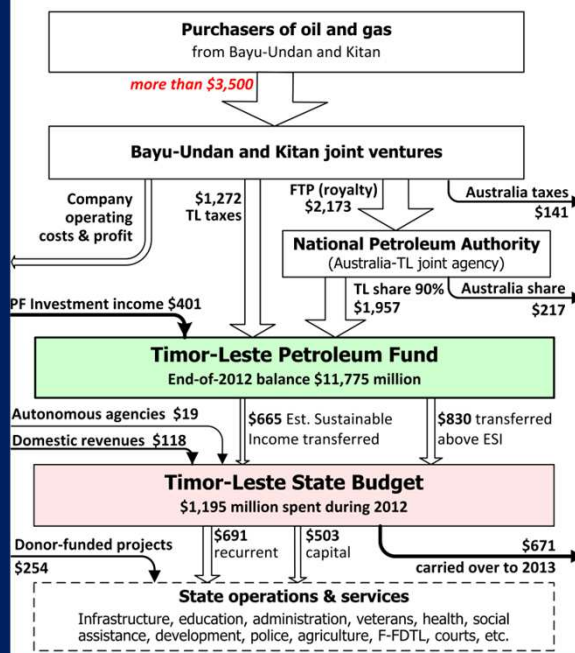 Purchasers of oil and gas
from Bayu-Undan and Kitan
more than $3,500
Bayu-Undan and Kitan joint ventures
Company
operating
costs & profit
$1,272
TL taxes
FTP (royalty)
$2,173
Australia taxes
$141
National Petroleum Authority
(Australia-TL joint agency)
TL share 90%
$1,957
Australia share
$217
PF Investment income $401
Timor-Leste Petroleum Fund
End-of-2012 balance $11,775 million
Autonomous agencies $19
Domestic revenues $118
$665 Est. Sustainable
Income transferred
$830 transferred
above ESI
Timor-Leste State Budget
$1,195 million spent during 2012
Donor-funded projects
$254
$691
recurrent
$503
capital
$671
carried over to 2013
State operations & services
Infrastructure, education, administration, veterans, health, social
assistance, development, police, agriculture, F-FDTL, courts, etc.